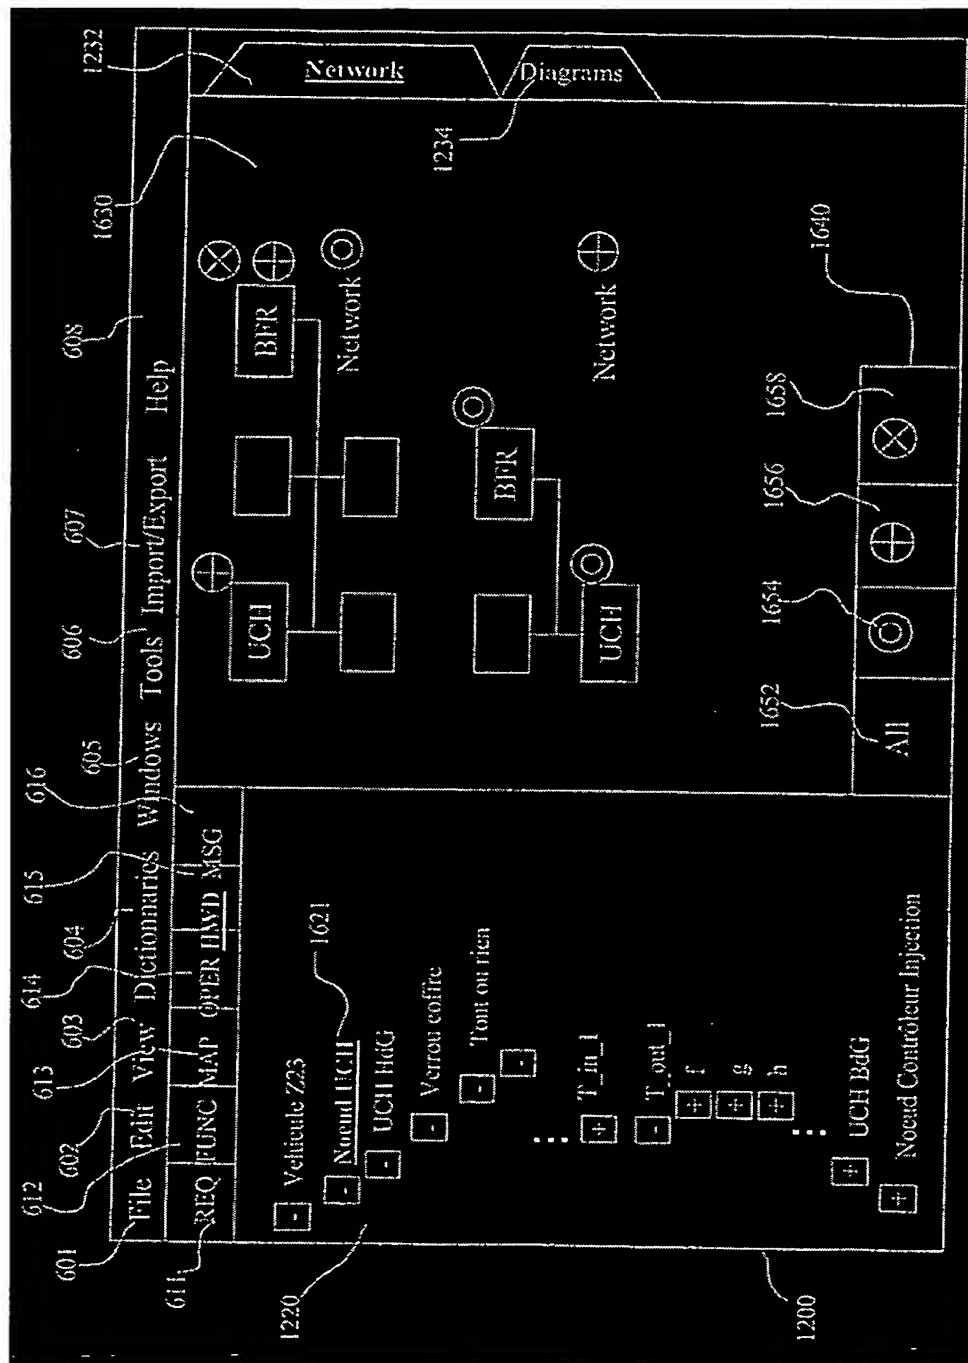 601 602 603 604 605 606 607 608
File Edit View Dictionnaries Windows Tools Import/Export Help
611 612 613 614 615 616
REQ FUNC MAP OPER HWD MSG
1630 1232
Network
Diagrams
1234
Vehicule Z23
Noeud UCH
1621
UCH HdG
Verrou coffre
Tout ou rien
...
T_in_1
T_out_1
f
g
h
...
UCH BdG
Noeud Contrôleur Injection
1220
1200
UCH
BFR
Network
BFR
UCH
Network
1652 1654 1656 1658 1640
All